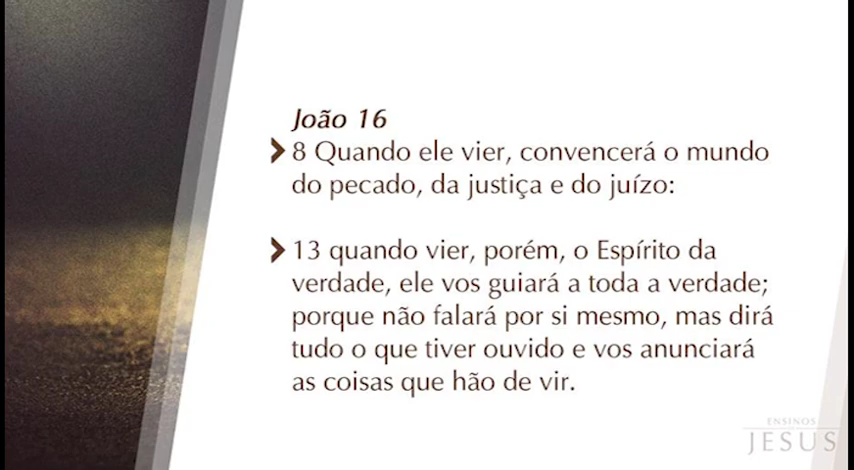 João 16
8 Quando ele vier, convencerá o mundo
do pecado, da justiça e do juízo:
13 quando vier, porém, o Espírito da
verdade, ele vos guiará a toda a verdade;
porque não falará por si mesmo, mas dirá
tudo o que tiver ouvido e vos anunciará
as coisas que hão de vir.
ENSINOS
JESUS